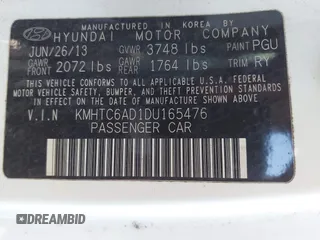 MANUFACTURED IN KOREA BY
HYUNDAI MOTOR COMPANY
JUN/26/13 GVWR 3748 lbs PAINT PGU
GAWR FRONT 2072 lbs GAWR REAR 1764 lbs TRIM RY
THIS VEHICLE CONFORMS TO ALL APPLICABLE FEDERAL
MOTOR VEHICLE SAFETY, BUMPER, AND THEFT PREVENTION
STANDARDS IN EFFECT ON THE DATE OF MANUFACTURE
SHOWN ABOVE.
V.I.N KMHTC6AD1DU165476
PASSENGER CAR
© carsfromwest